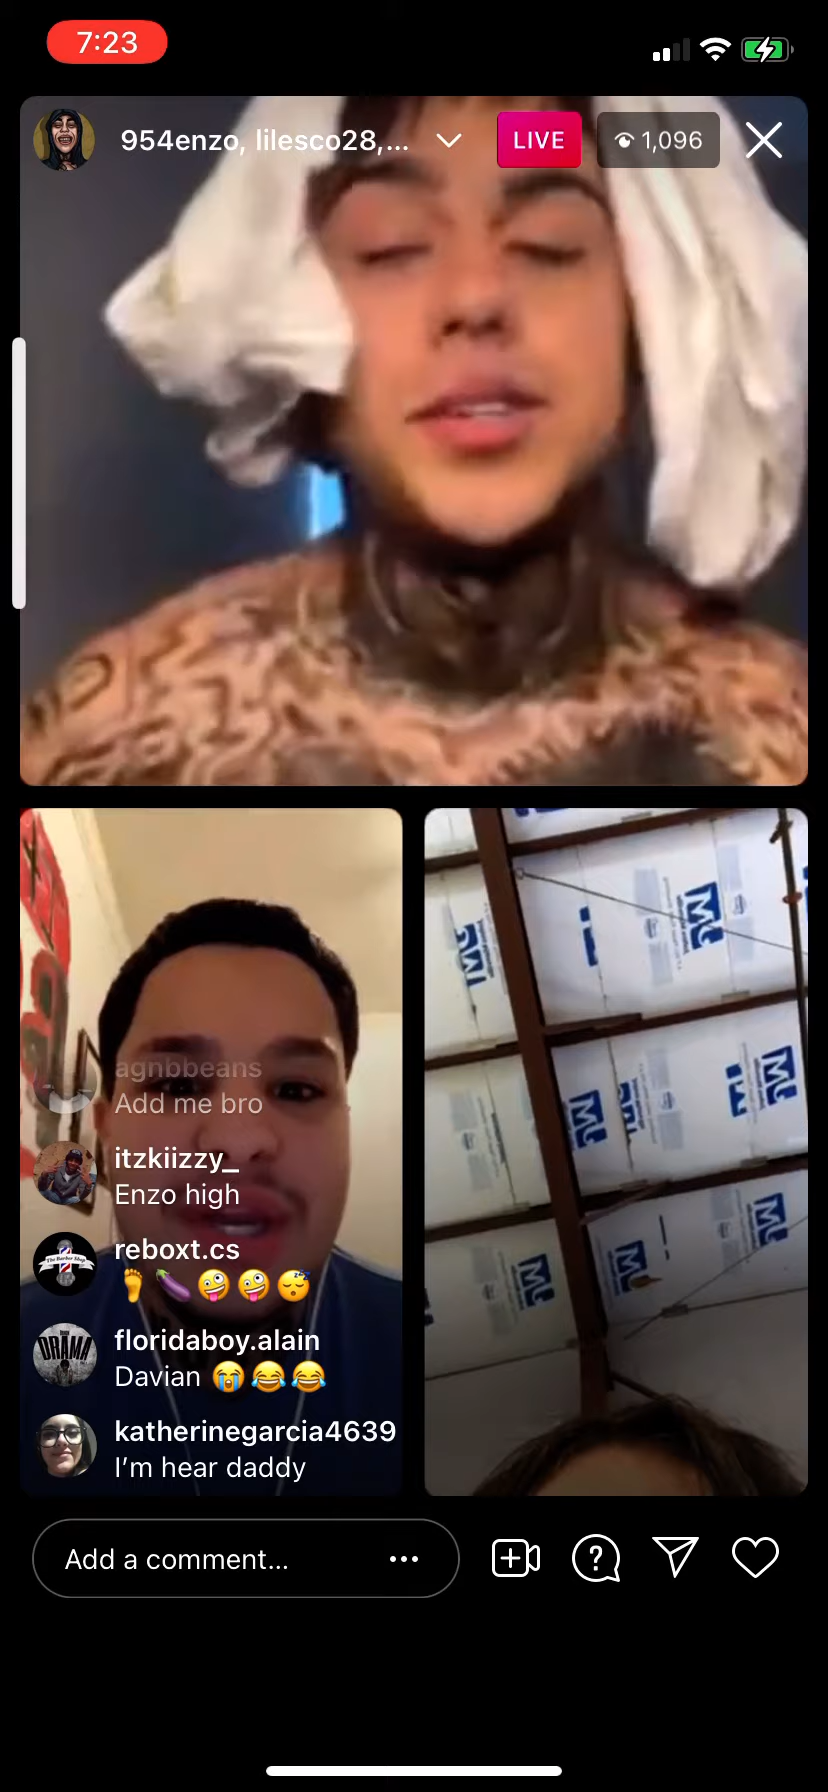 7:23
954enzo, lilesco28,...
LIVE
1,096
agnbbeans
Add me bro
itzkiizzy_
Enzo high
reboxt.cs
🦶🍆🤪🤪😴
floridaboy.alain
Davian 😭😂😂
katherinegarcia4639
I'm hear daddy
DRAMA
Add a comment...